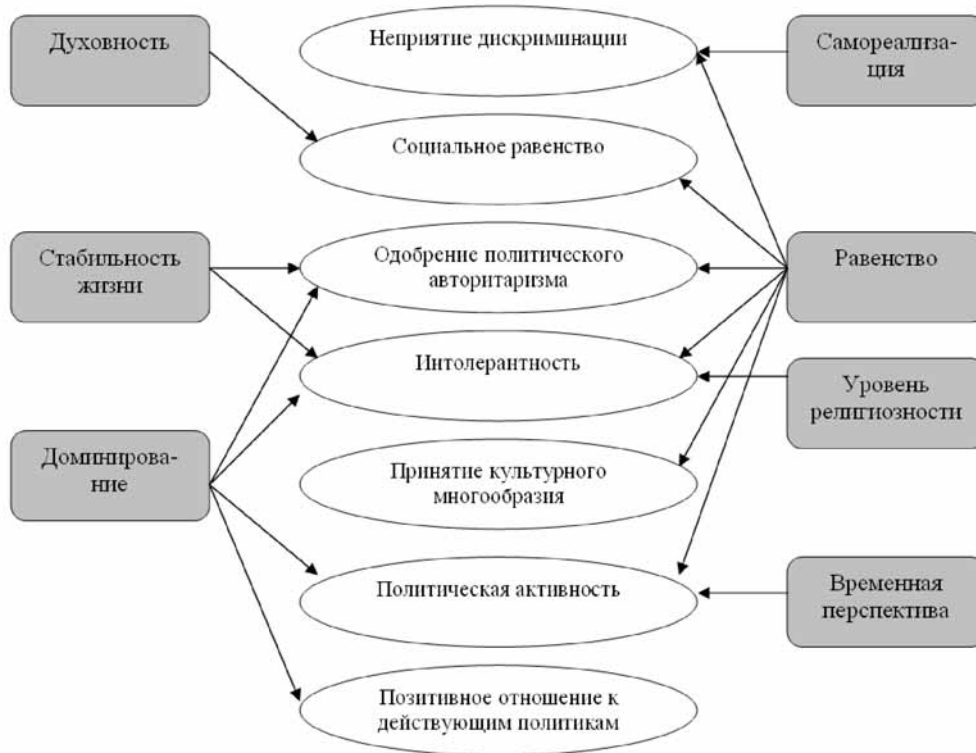 Духовность
Неприятие дискриминации
Самореализа-
ция
Социальное равенство
Стабильность
жизни
Одобрение политического
авторитаризма
Равенство
Интолерантность
Уровень
религиозности
Доминирова-
ние
Принятие культурного
многообразия
Политическая активность
Временная
перспектива
Позитивное отношение к
действующим политикам